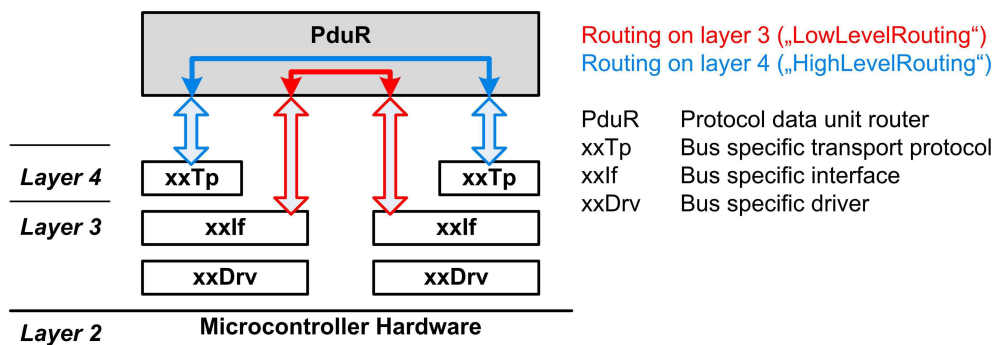 PduR
Routing on layer 3 („LowLevelRouting“)
Routing on layer 4 („HighLevelRouting“)
PduR Protocol data unit router
xxTp Bus specific transport protocol
xxIf Bus specific interface
xxDrv Bus specific driver
Layer 4 xxTp xxTp
Layer 3 xxIf xxIf
xxDrv xxDrv
Layer 2 Microcontroller Hardware